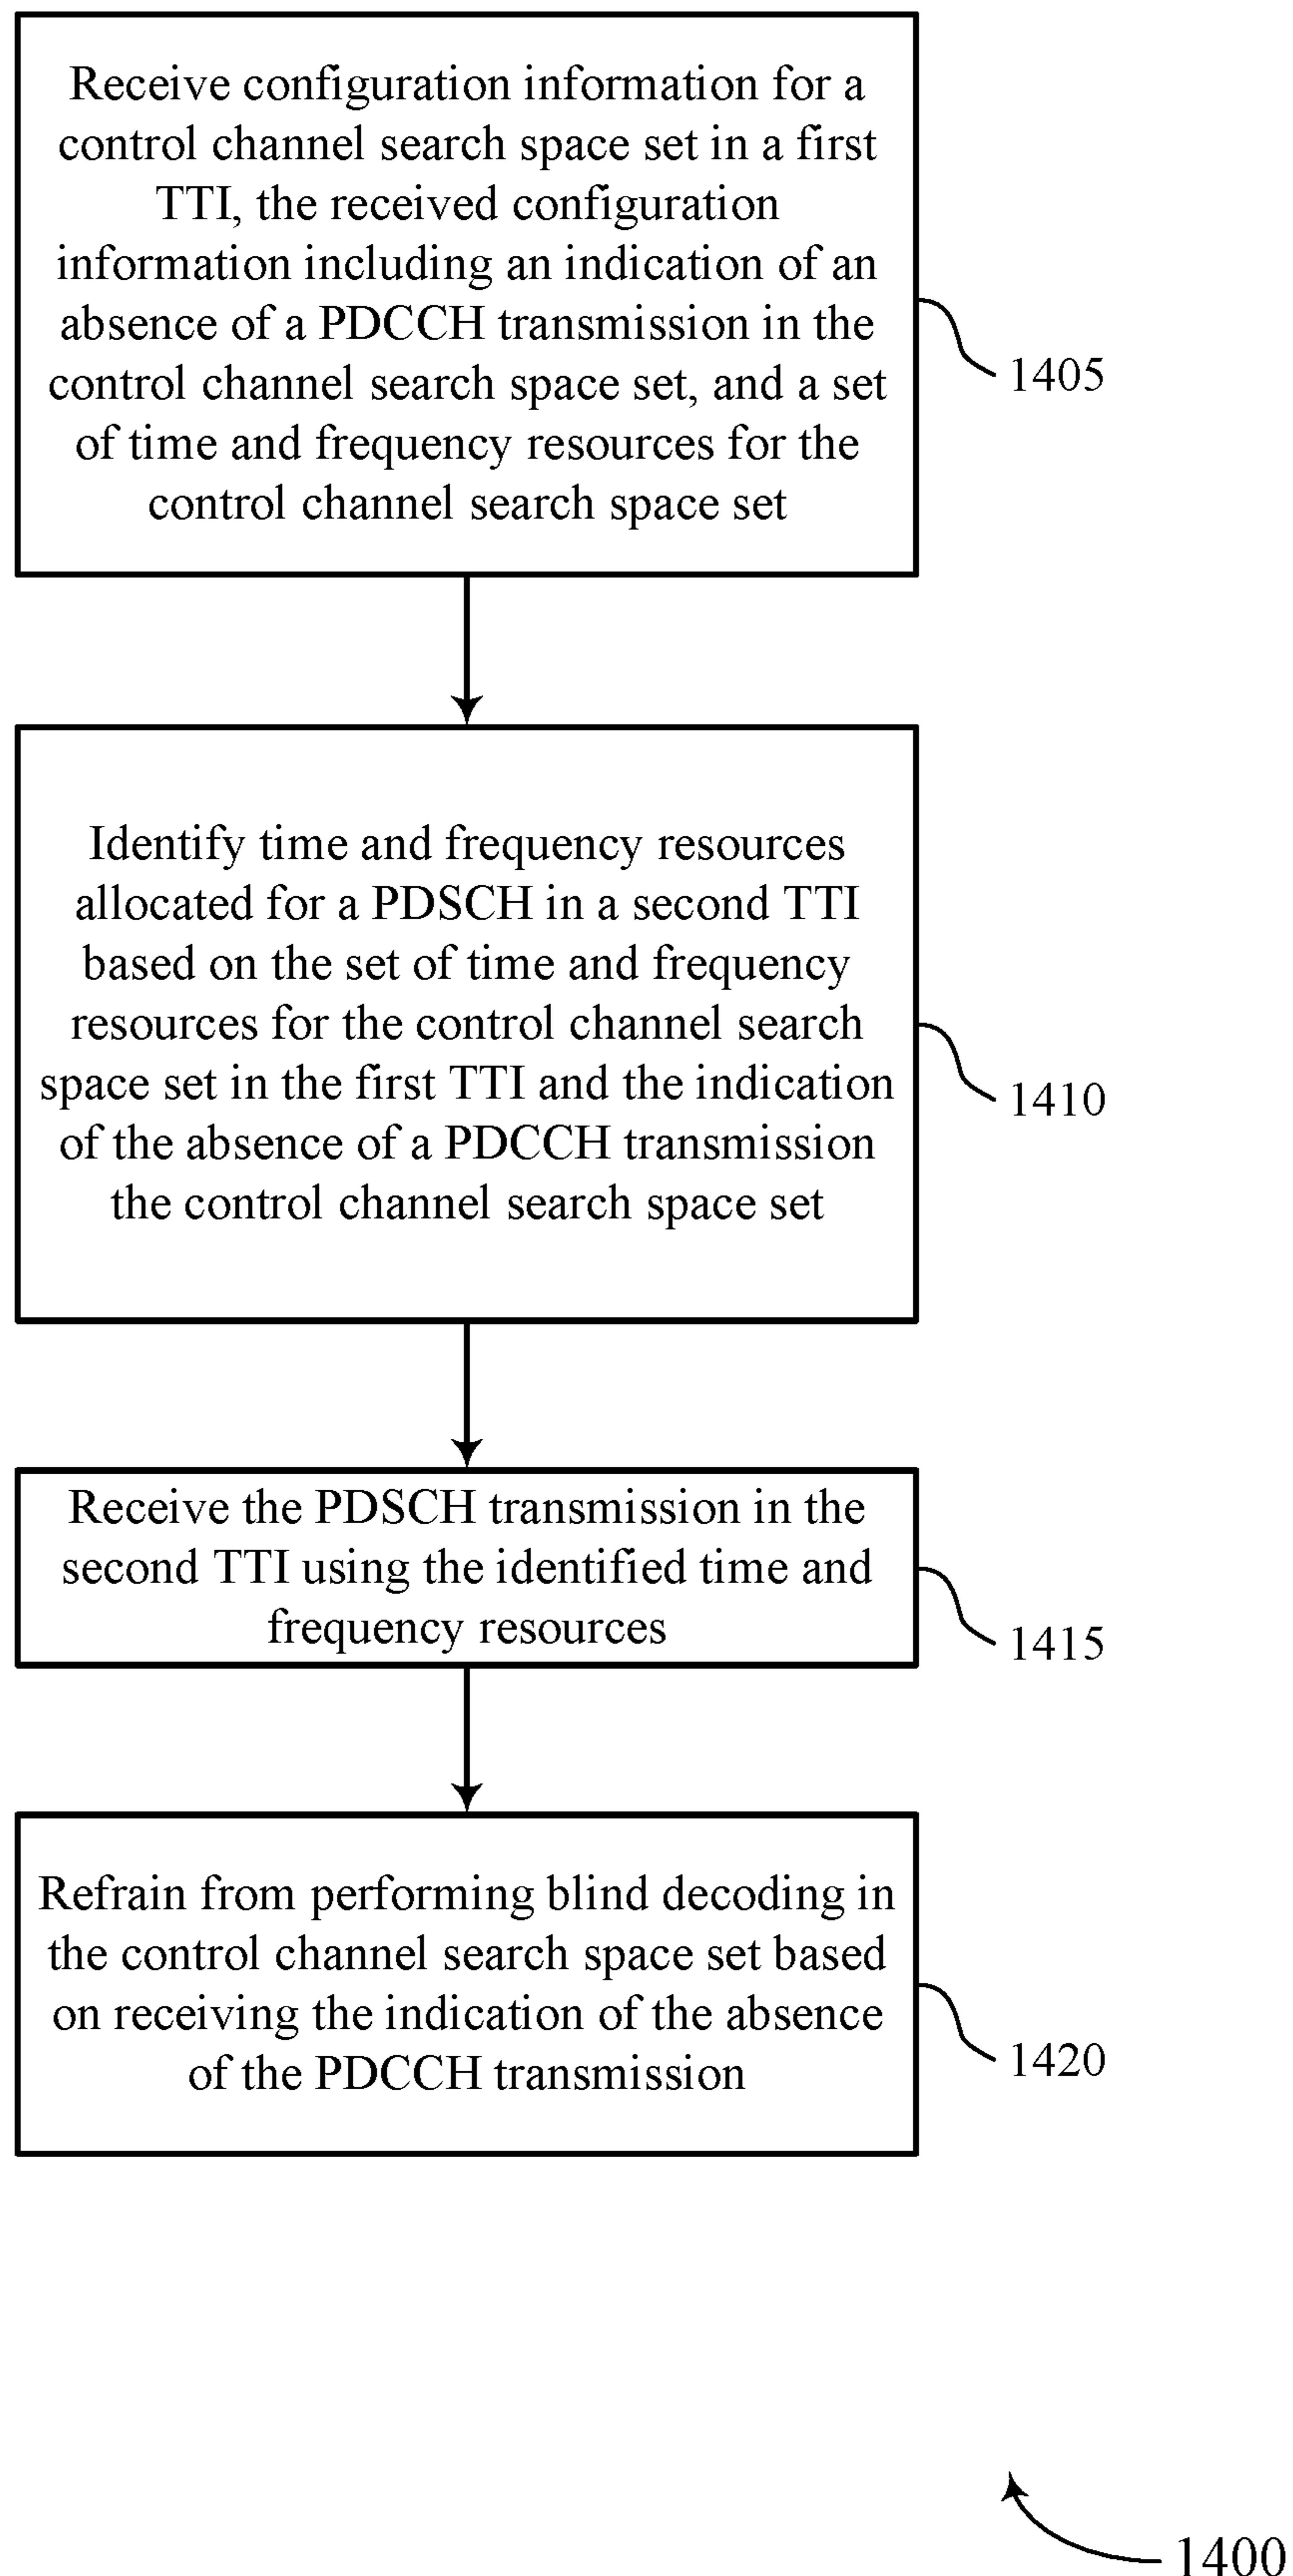 Receive configuration information for a
control channel search space set in a first
TTI, the received configuration
information including an indication of an
absence of a PDCCH transmission in the
control channel search space set, and a set
of time and frequency resources for the
control channel search space set
1405
Identify time and frequency resources
allocated for a PDSCH in a second TTI
based on the set of time and frequency
resources for the control channel search
space set in the first TTI and the indication
of the absence of a PDCCH transmission
the control channel search space set
1410
Receive the PDSCH transmission in the
second TTI using the identified time and
frequency resources
1415
Refrain from performing blind decoding in
the control channel search space set based
on receiving the indication of the absence
of the PDCCH transmission
1420
1400